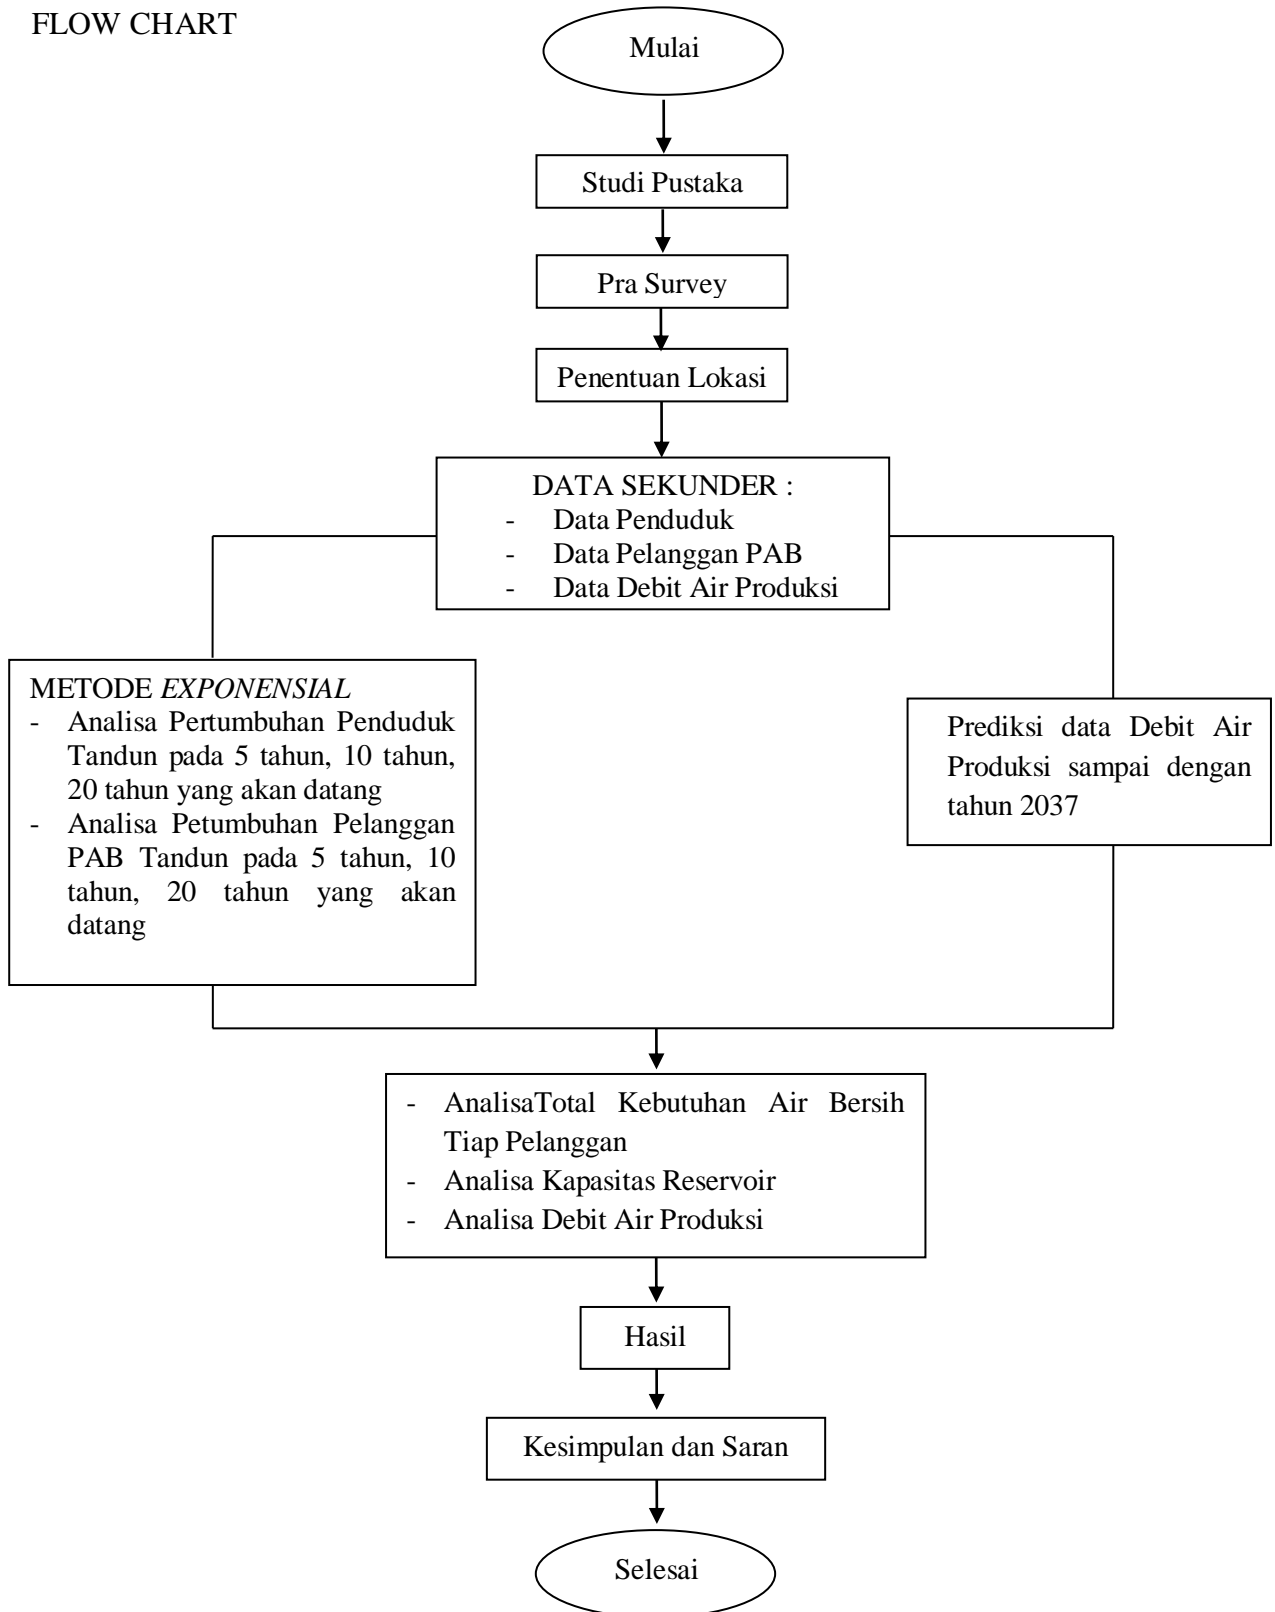 FLOW CHART
Mulai
Studi Pustaka
Pra Survey
Penentuan Lokasi
DATA SEKUNDER :
- Data Penduduk
- Data Pelanggan PAB
- Data Debit Air Produksi
METODE EXPONENSIAL
- Analisa Pertumbuhan Penduduk
Tandun pada 5 tahun, 10 tahun,
20 tahun yang akan datang
- Analisa Petumbuhan Pelanggan
PAB Tandun pada 5 tahun, 10
tahun, 20 tahun yang akan
datang
Prediksi data Debit Air
Produksi sampai dengan
tahun 2037
- AnalisaTotal Kebutuhan Air Bersih
Tiap Pelanggan
- Analisa Kapasitas Reservoir
- Analisa Debit Air Produksi
Hasil
Kesimpulan dan Saran
Selesai